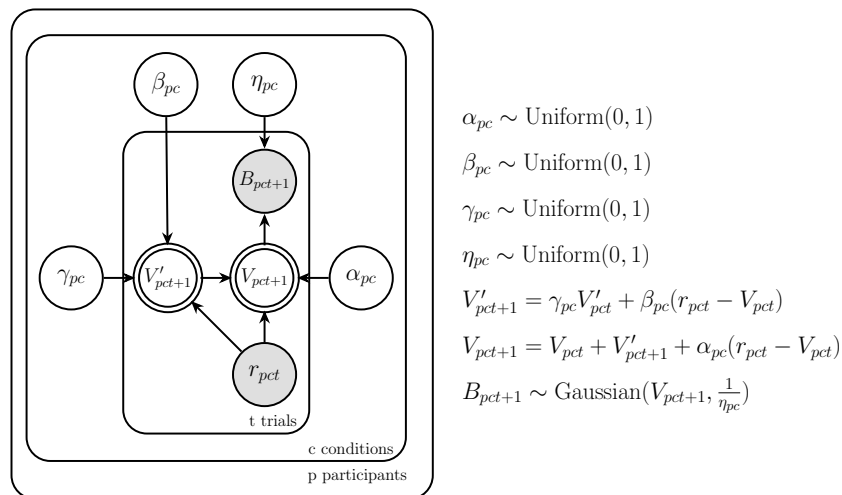 β_pc
η_pc
B_pct+1
γ_pc
V′_pct+1
V_pct+1
α_pc
r_pct
t trials
c conditions
p participants
α_pc ∼ Uniform(0, 1)
β_pc ∼ Uniform(0, 1)
γ_pc ∼ Uniform(0, 1)
η_pc ∼ Uniform(0, 1)
V′_pct+1 = γ_pc V′_pct + β_pc(r_pct − V_pct)
V_pct+1 = V_pct + V′_pct+1 + α_pc(r_pct − V_pct)
B_pct+1 ∼ Gaussian(V_pct+1, 1/η_pc)